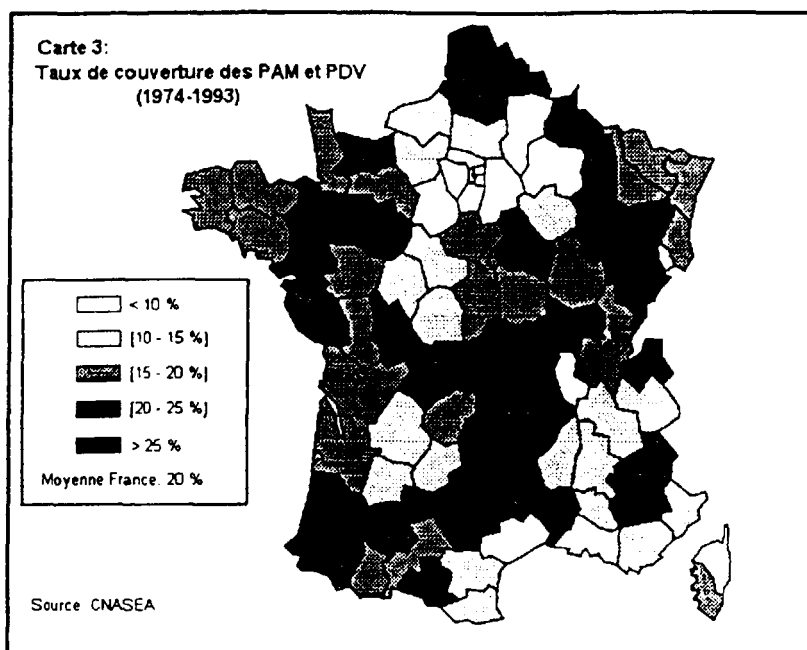 Carte 3:
Taux de couverture des PAM et PDV
(1974-1993)
< 10 %
[10 - 15 %]
[15 - 20 %]
[20 - 25 %]
> 25 %
Moyenne France. 20 %
Source CNASEA